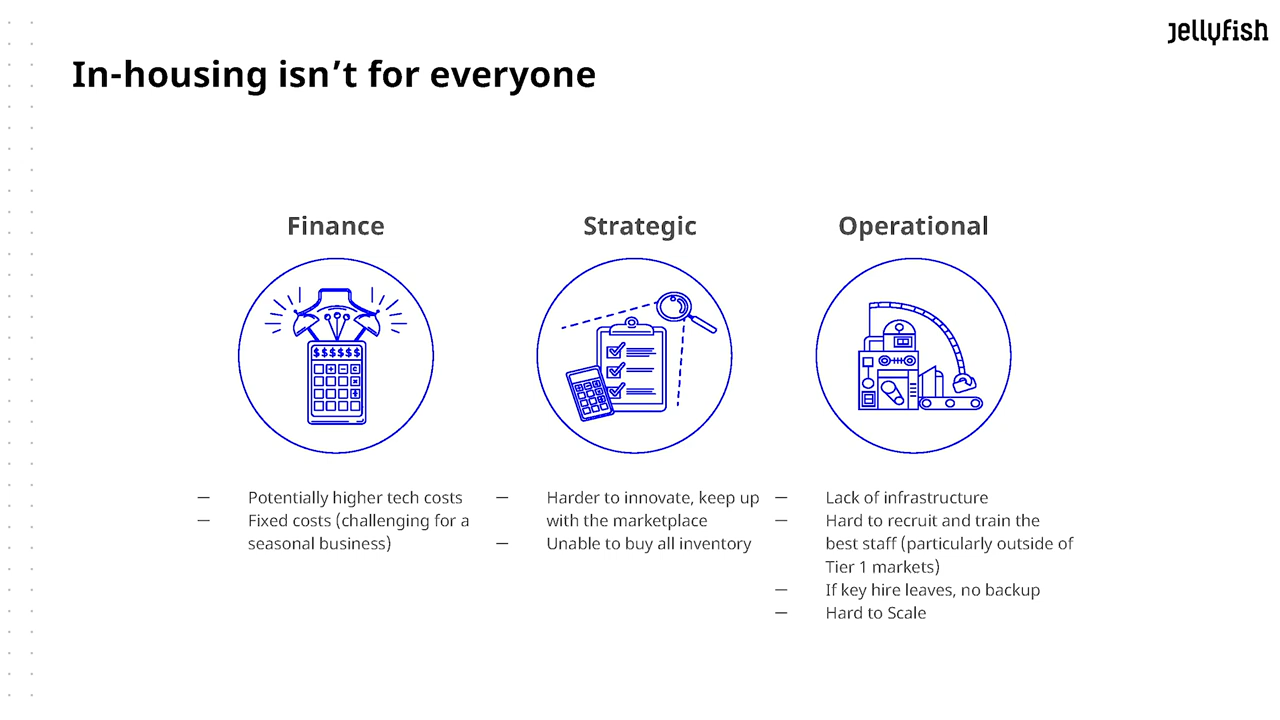 jellyfish
In-housing isn’t for everyone
Finance
$$$$$$
Potentially higher tech costs
Fixed costs (challenging for a
seasonal business)
Strategic
Harder to innovate, keep up
with the marketplace
Unable to buy all inventory
Operational
Lack of infrastructure
Hard to recruit and train the
best staff (particularly outside of
Tier 1 markets)
If key hire leaves, no backup
Hard to Scale